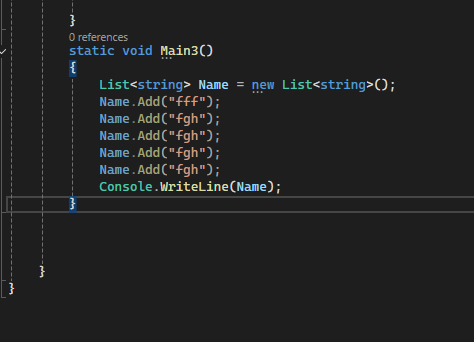 }
0 references
static void Main3()
{
List<string> Name = new List<string>();
Name.Add("fff");
Name.Add("fgh");
Name.Add("fgh");
Name.Add("fgh");
Name.Add("fgh");
Console.WriteLine(Name);
}
}
}